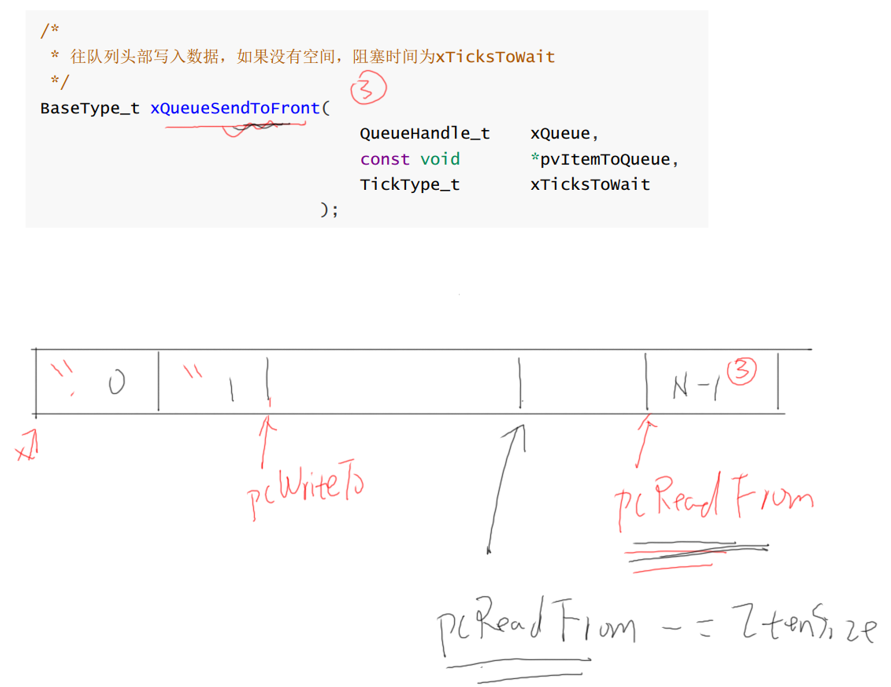 /*
* 往队列头部写入数据，如果没有空间，阻塞时间为xTicksToWait
*/
③
BaseType_t xQueueSendToFront(
QueueHandle_t xQueue,
const void *pvItemToQueue,
TickType_t xTicksToWait
);
0 1 N-1 ③
pcWriteTo
pcReadFrom
pcReadFrom -= ItenSize